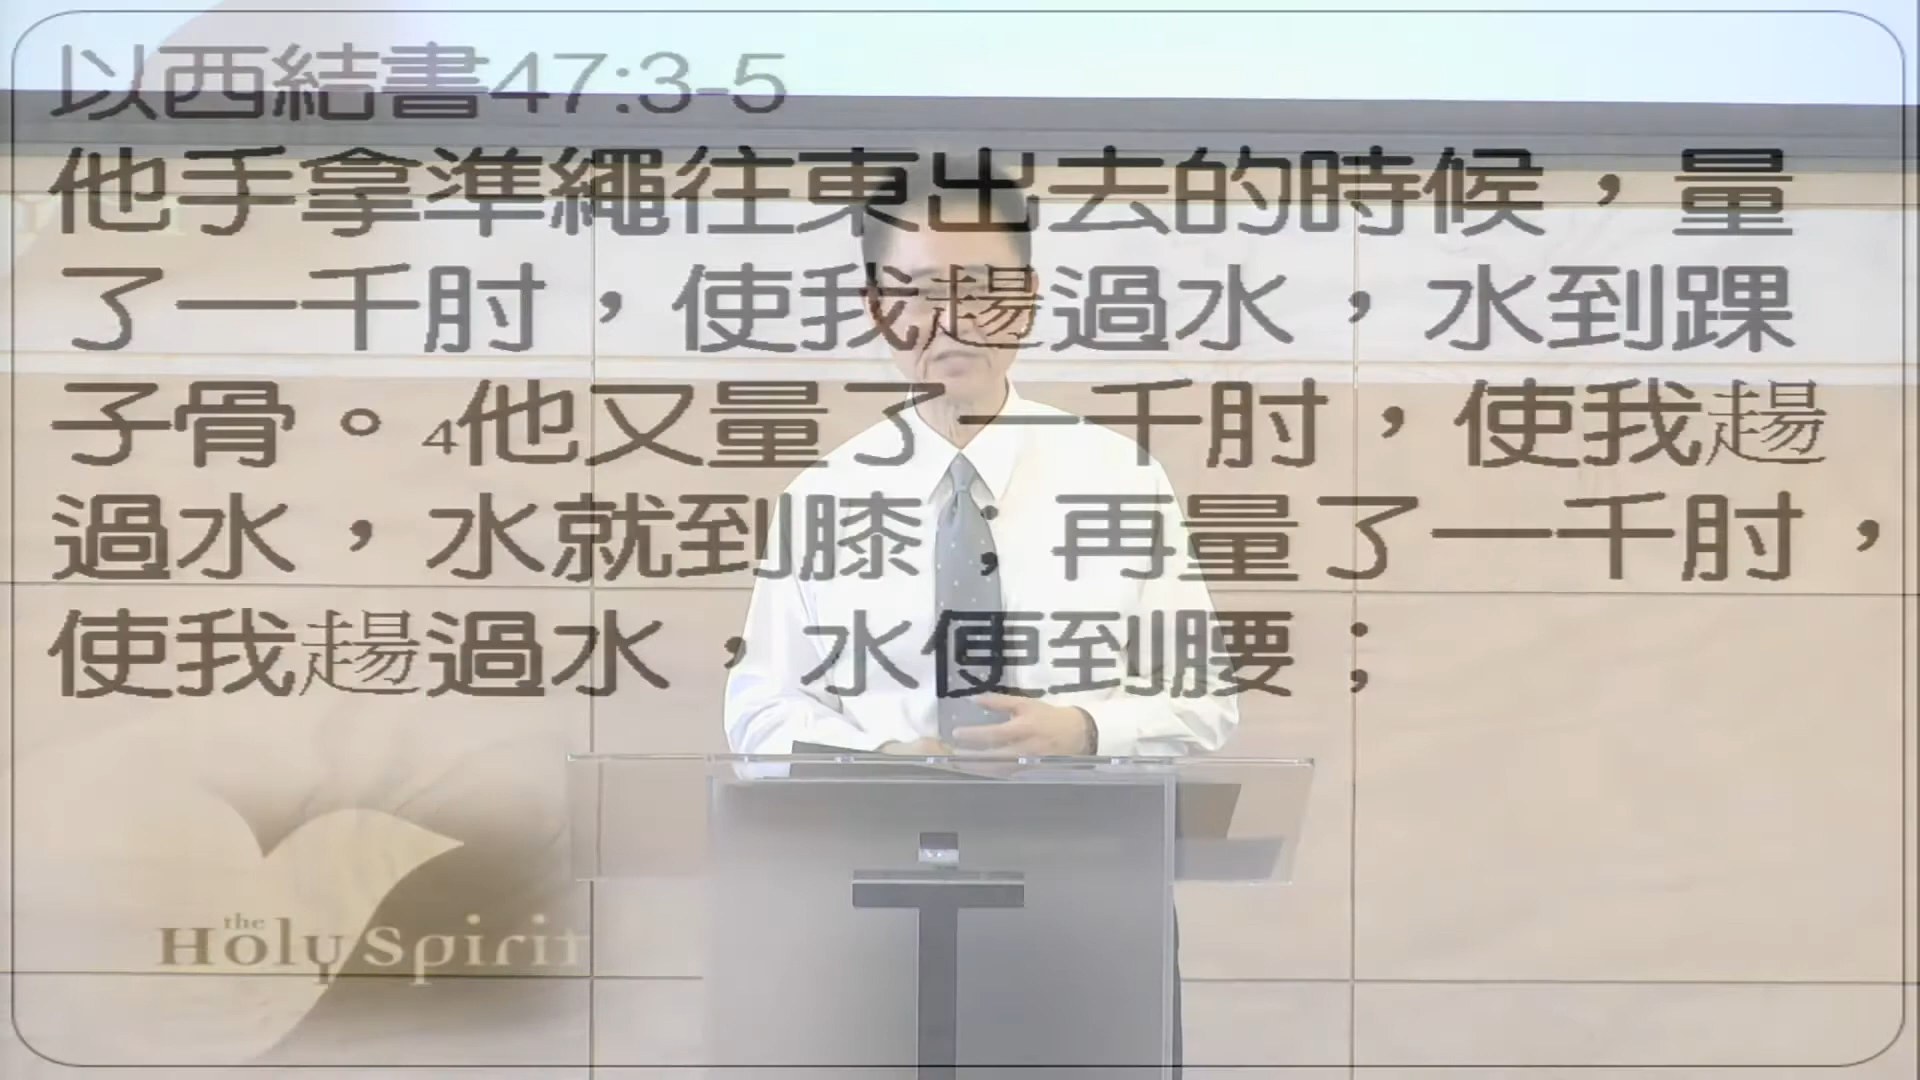 以西結書47:3-5
他手拿準繩往東出去的時候，量
了一千肘，使我趟過水，水到踝
子骨。4他又量了一千肘，使我趟
過水，水就到膝；再量了一千肘，
使我趟過水，水便到腰；
the
Holy Spirit